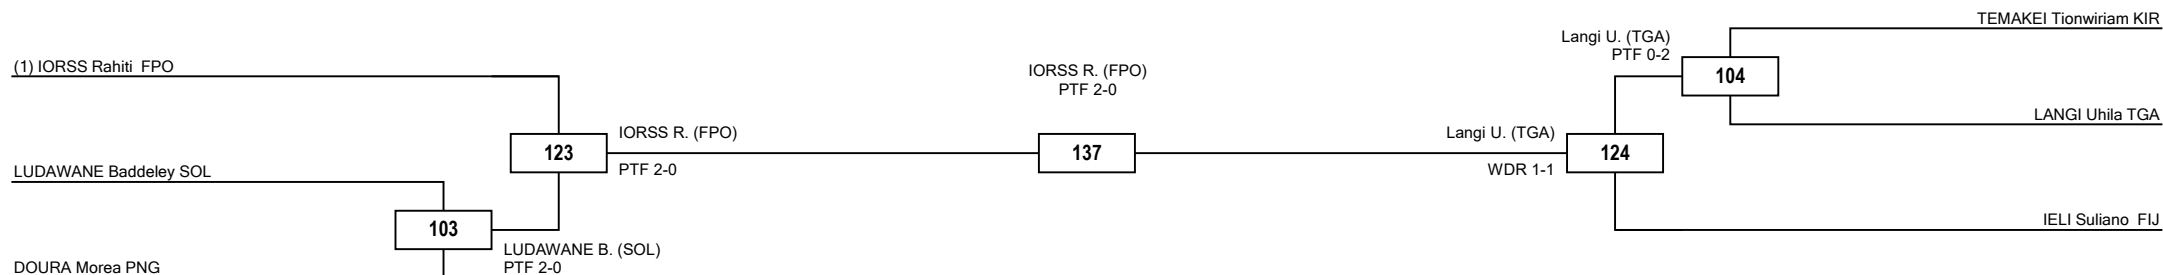 TEMAKEI Tionwiriam KIR
Langi U. (TGA)
PTF 0-2
(1) IORSS Rahiti FPO
IORSS R. (FPO)
PTF 2-0
104
LANGI Uhila TGA
IORSS R. (FPO)
Langi U. (TGA)
123
137
124
PTF 2-0
WDR 1-1
LUDAWANE Baddeley SOL
IELI Suliano FIJ
103
LUDAWANE B. (SOL)
DOURA Morea PNG
PTF 2-0